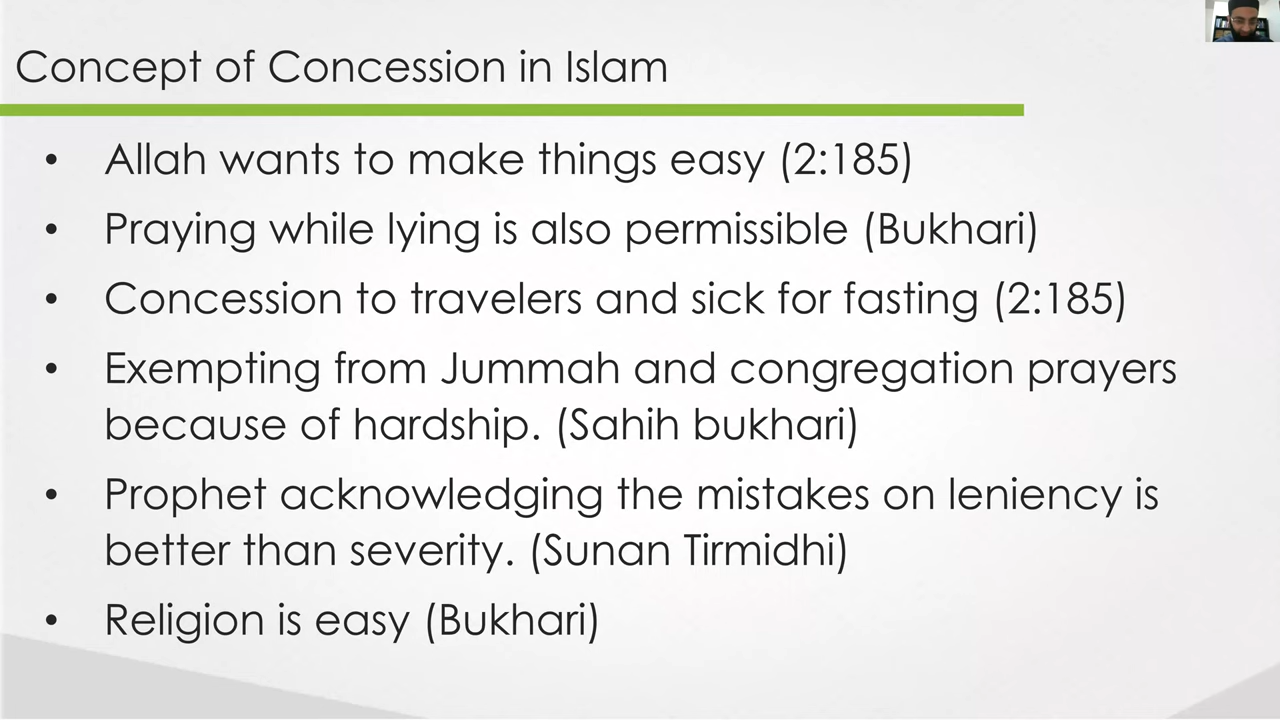 Concept of Concession in Islam
• Allah wants to make things easy (2:185)
• Praying while lying is also permissible (Bukhari)
• Concession to travelers and sick for fasting (2:185)
• Exempting from Jummah and congregation prayers
because of hardship. (Sahih bukhari)
• Prophet acknowledging the mistakes on leniency is
better than severity. (Sunan Tirmidhi)
• Religion is easy (Bukhari)